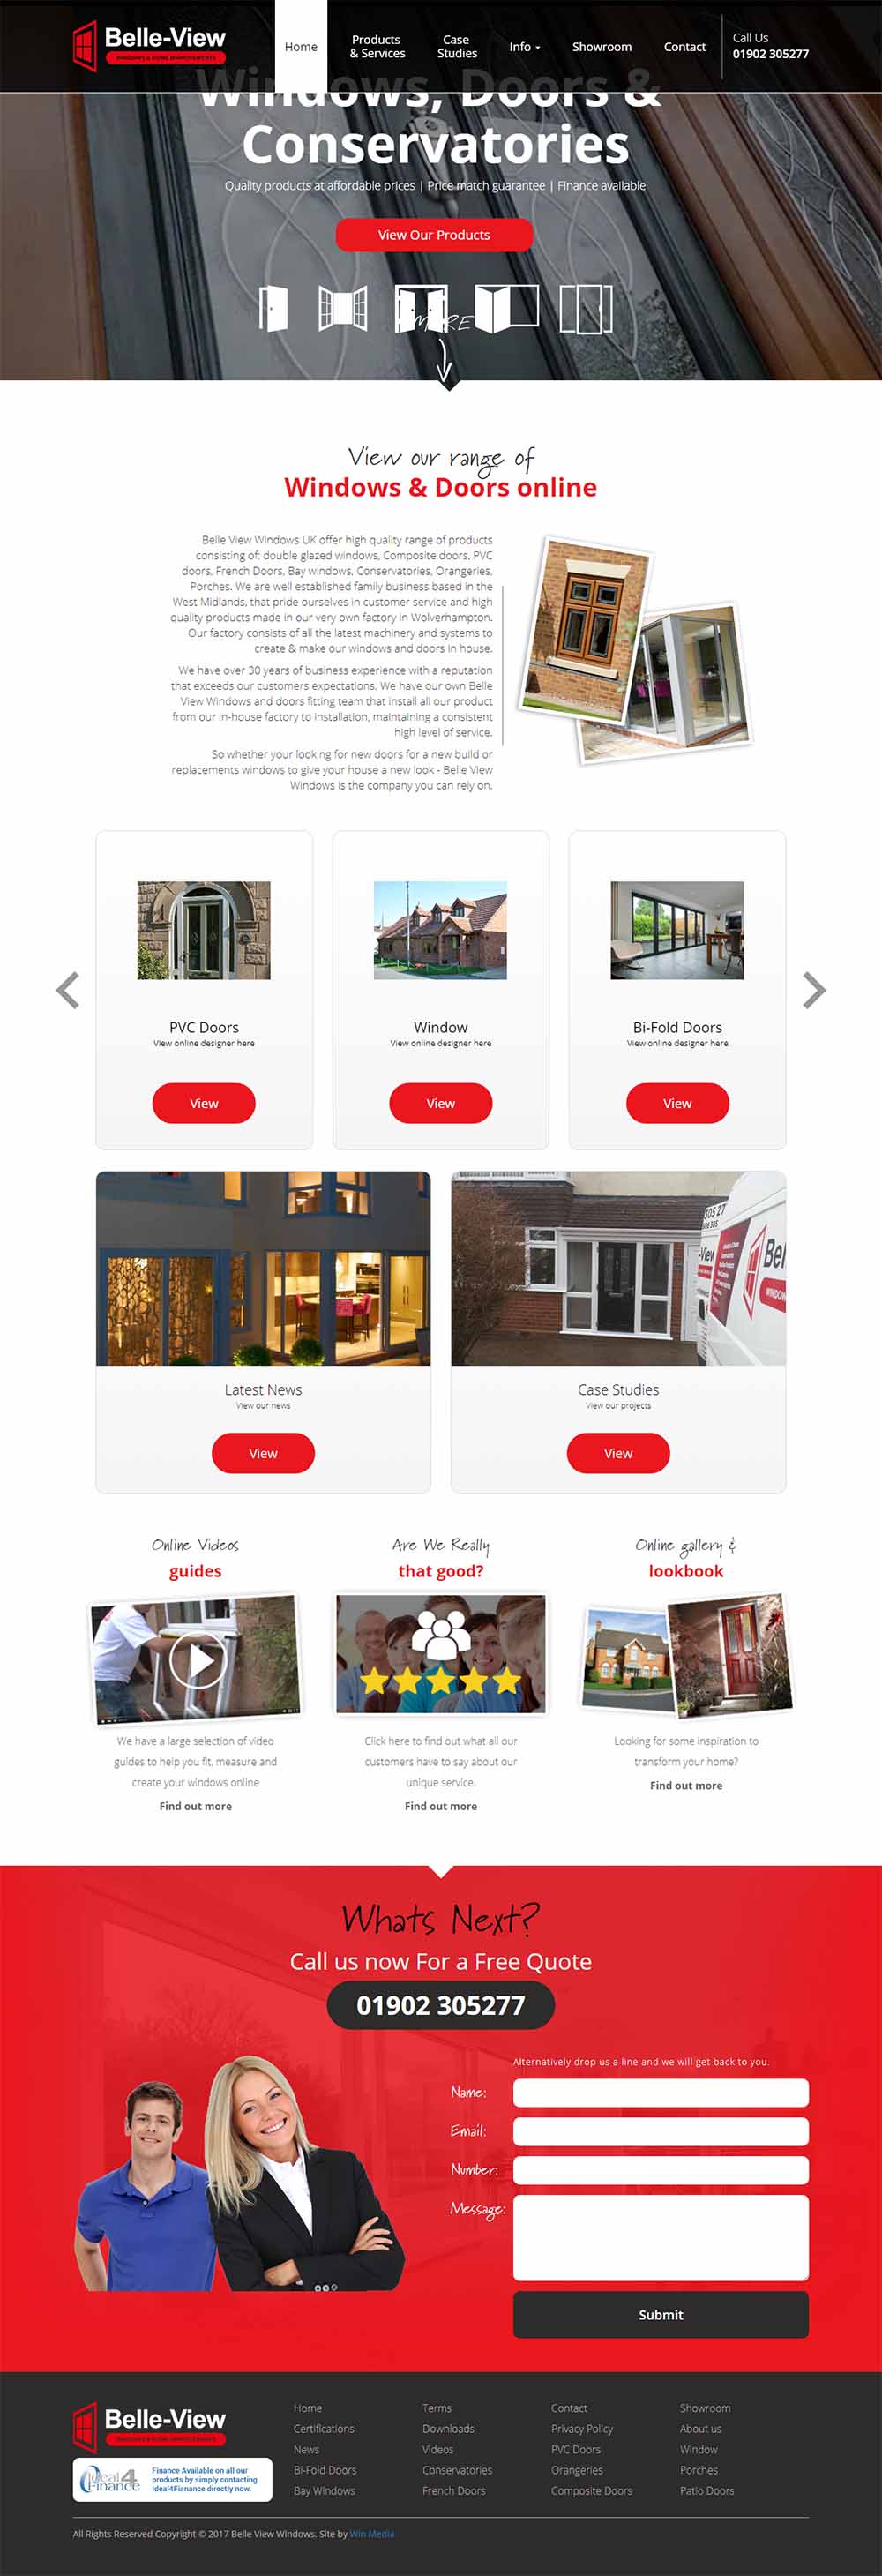 Belle-View
WINDOWS & HOME IMPROVEMENTS
Home
Products
& Services
Case
Studies
Info
Showroom
Contact
Call Us
01902 305277
Windows, Doors &
Conservatories
Quality products at affordable prices | Price match guarantee | Finance available
View Our Products
MORE
View our range of
Windows & Doors online
Belle View Windows UK offer high quality range of products
consisting of: double glazed windows, Composite doors, PVC
doors, French Doors, Bay windows, Conservatories, Orangeries,
Porches. We are well established family business based in the
West Midlands, that pride ourselves in customer service and high
quality products made in our very own factory in Wolverhampton.
Our factory consists of all the latest machinery and systems to
create & make our windows and doors in house.
We have over 30 years of business experience with a reputation
that exceeds our customers expectations. We have our own Belle
View Windows and doors fitting team that install all our product
from our in-house factory to installation, maintaining a consistent
high level of service.
So whether your looking for new doors for a new build or
replacements windows to give your house a new look - Belle View
Windows is the company you can rely on.
PVC Doors
View online designer here
View
Window
View online designer here
View
Bi-Fold Doors
View online designer here
View
305 27
View
Bel
WINDOW
Latest News
View our news
View
Case Studies
View our projects
View
Online Videos
guides
We have a large selection of video
guides to help you fit, measure and
create your windows online
Find out more
Are We Really
that good?
Click here to find out what all our
customers have to say about our
unique service.
Find out more
Online gallery &
lookbook
Looking for some inspiration to
transform your home?
Find out more
Whats Next?
Call us now For a Free Quote
01902 305277
Alternatively drop us a line and we will get back to you.
Name:
Email:
Number:
Message:
Submit
Belle-View
WINDOWS & HOME IMPROVEMENTS
Ideal4
Finance
Finance Available on all our
products by simply contacting
Ideal4Fianance directly now.
Home
Certifications
News
Bi-Fold Doors
Bay Windows
Terms
Downloads
Videos
Conservatories
French Doors
Contact
Privacy Policy
PVC Doors
Orangeries
Composite Doors
Showroom
About us
Window
Porches
Patio Doors
All Rights Reserved Copyright © 2017 Belle View Windows. Site by Win Media